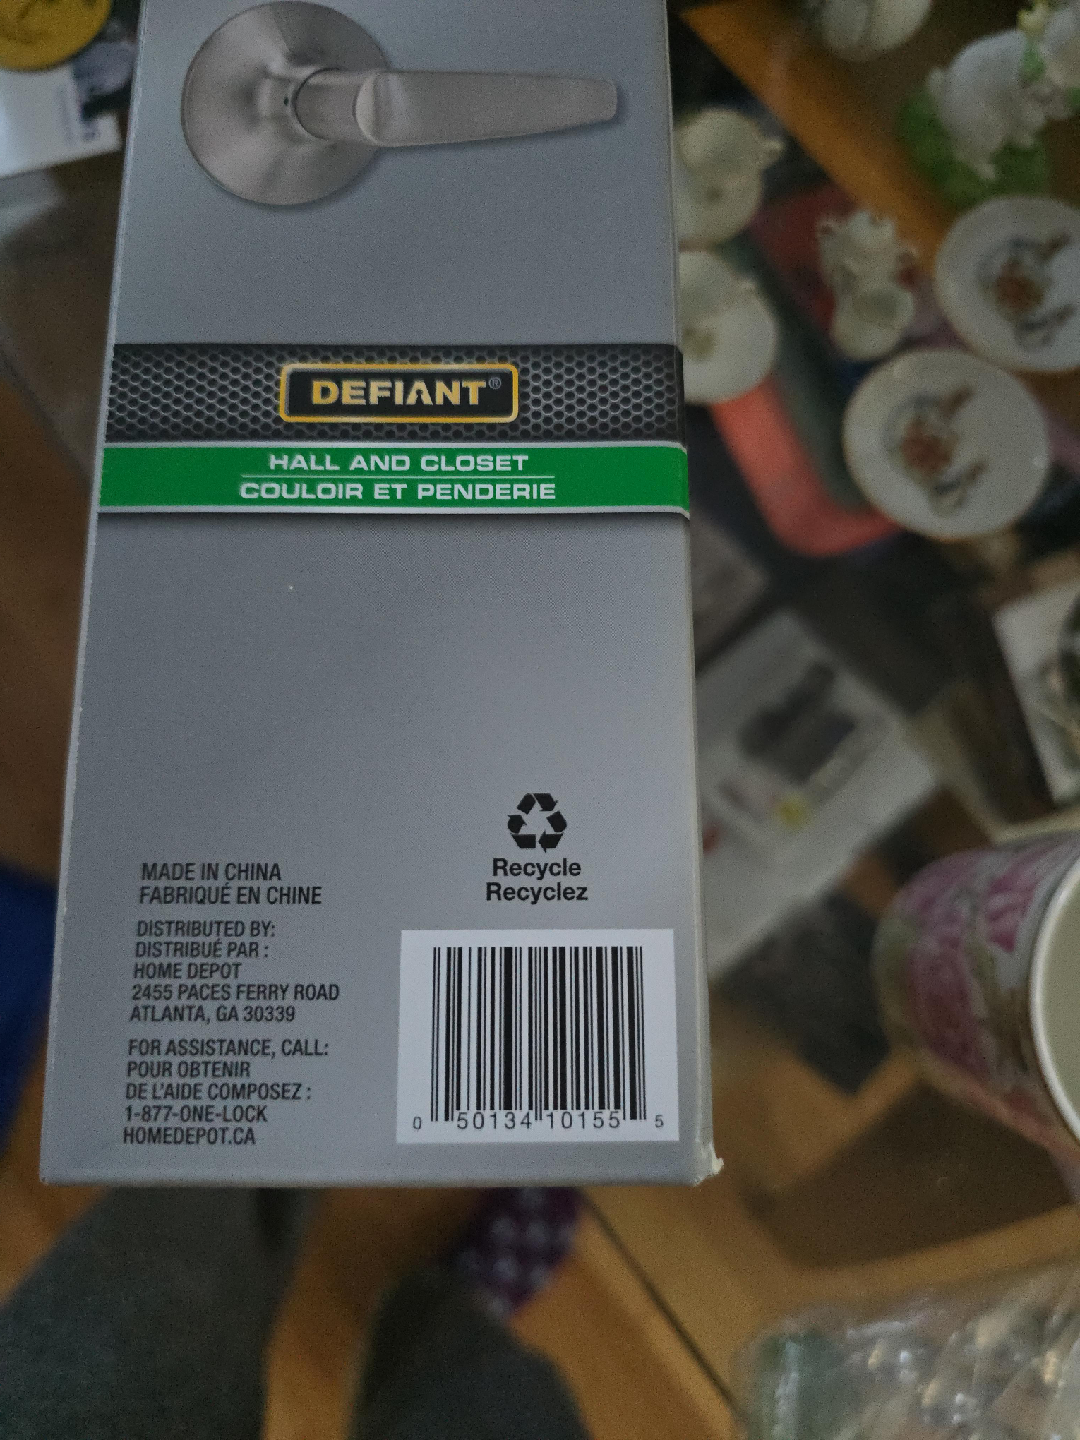 DEFIANT®
HALL AND CLOSET
COULOIR ET PENDERIE
Recycle
Recyclez
MADE IN CHINA
FABRIQUÉ EN CHINE
DISTRIBUTED BY:
DISTRIBUÉ PAR :
HOME DEPOT
2455 PACES FERRY ROAD
ATLANTA, GA 30339
FOR ASSISTANCE, CALL:
POUR OBTENIR
DE L'AIDE COMPOSEZ :
1-877-ONE-LOCK
HOMEDEPOT.CA
0 50134 10155 5